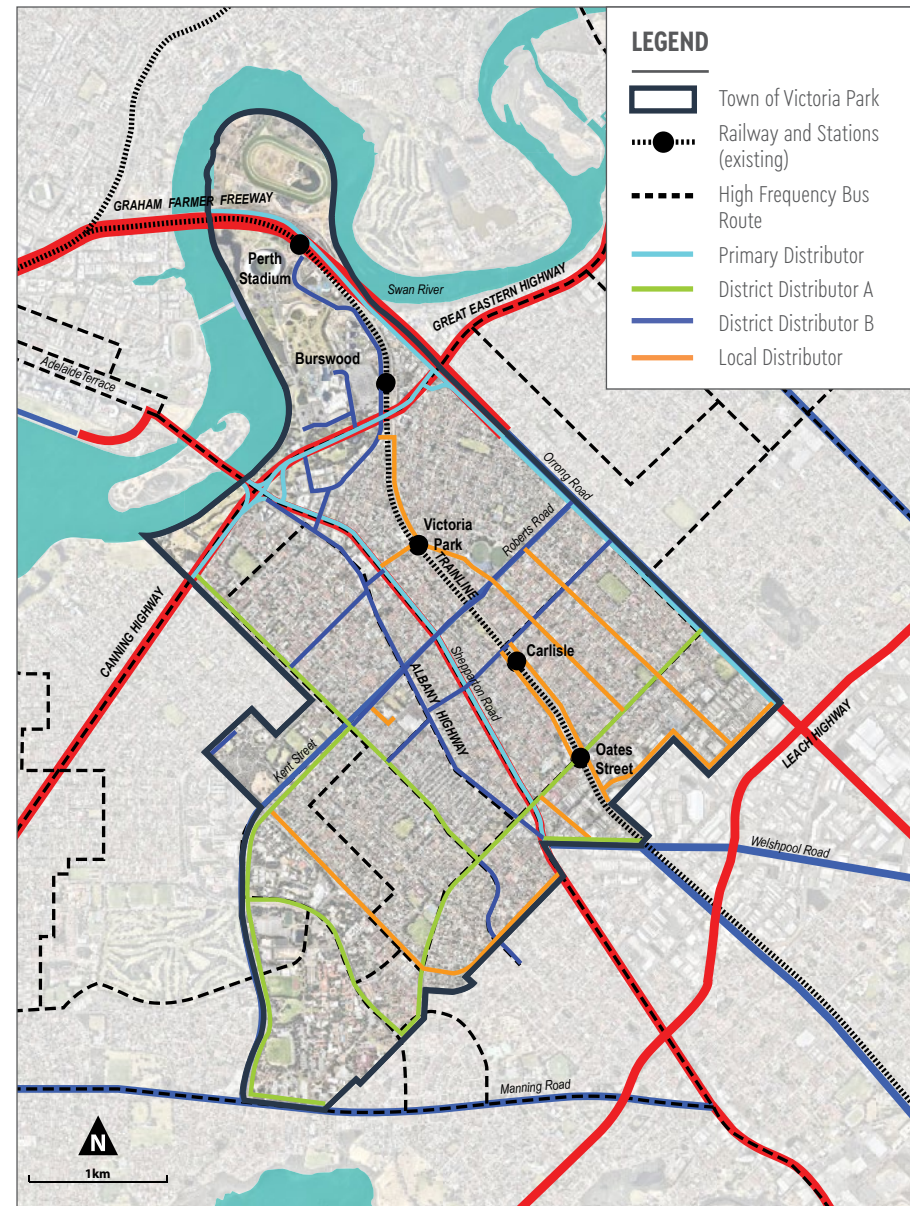 LEGEND
Town of Victoria Park
Railway and Stations
(existing)
High Frequency Bus
Route
Primary Distributor
District Distributor A
District Distributor B
Local Distributor
GRAHAM FARMER FREEWAY
Perth
Stadium
Swan River
GREAT EASTERN HIGHWAY
Burswood
Adelaide Terrace
Orrong Road
Victoria
Park
Roberts Road
TRAINLINE
CANNING HIGHWAY
Carlisle
Shepparton Road
ALBANY HIGHWAY
LEACH HIGHWAY
Kent Street
Oates
Street
Welshpool Road
Manning Road
N
1km